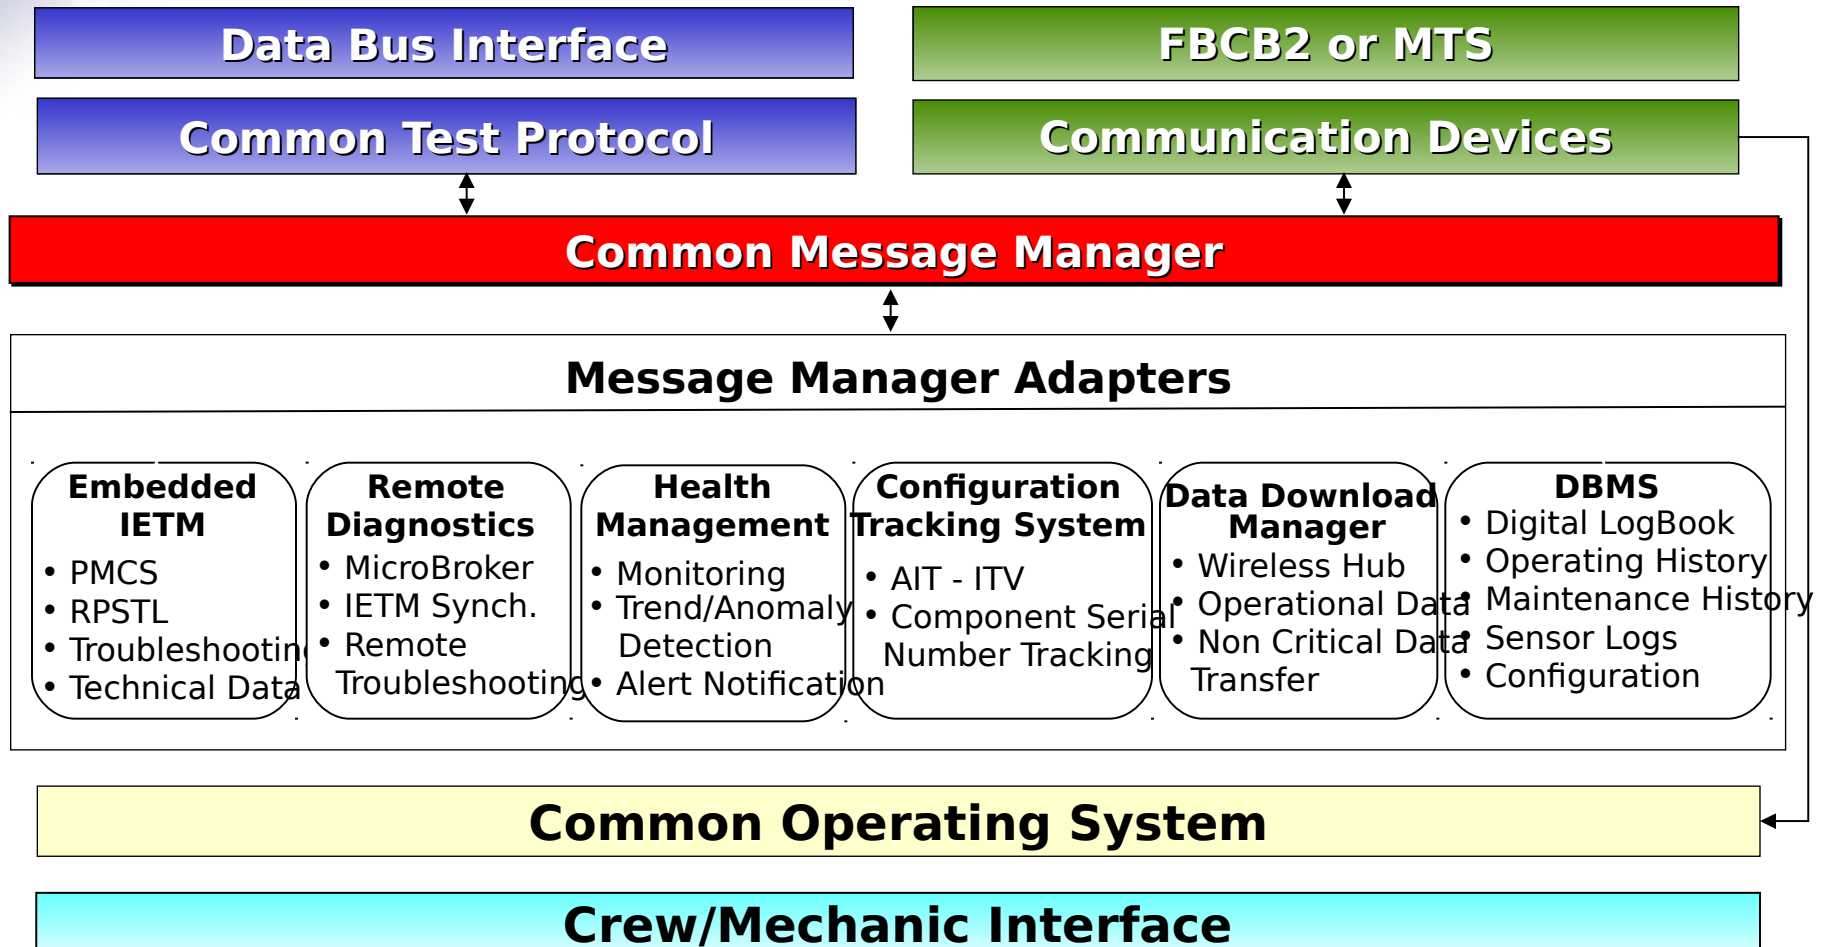 Data Bus Interface
FBCB2 or MTS
Common Test Protocol
Communication Devices
Common Message Manager
Message Manager Adapters
Embedded
IETM
• PMCS
• RPSTL
• Troubleshooting
• Technical Data
Remote
Diagnostics
• MicroBroker
• IETM Synch.
• Remote
Troubleshooting
Health
Management
• Monitoring
• Trend/Anomaly
Detection
• Alert Notification
Configuration
Tracking System
• AIT - ITV
• Component Serial
Number Tracking
Data Download
Manager
• Wireless Hub
• Operational Data
• Non Critical Data
Transfer
DBMS
• Digital LogBook
• Operating History
• Maintenance History
• Sensor Logs
• Configuration
Common Operating System
Crew/Mechanic Interface